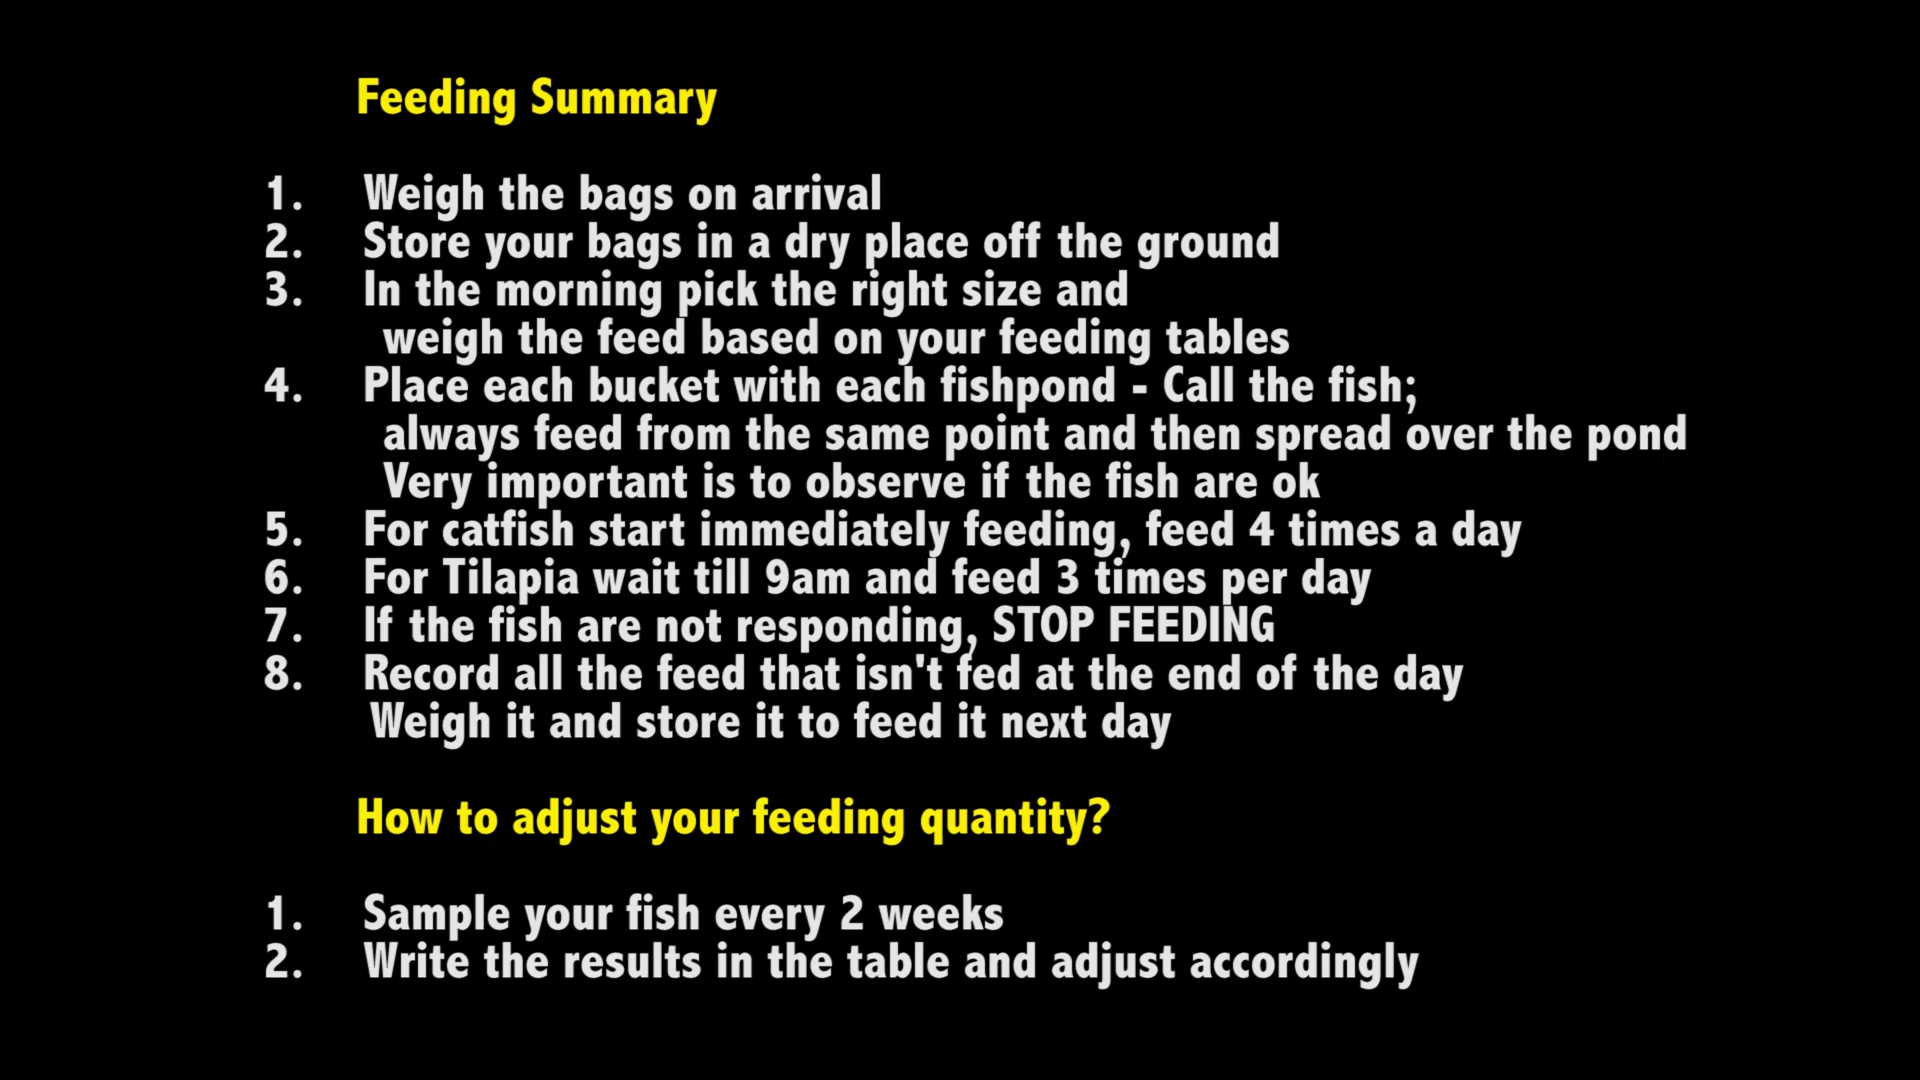 Feeding Summary
1. Weigh the bags on arrival
2. Store your bags in a dry place off the ground
3. In the morning pick the right size and
weigh the feed based on your feeding tables
4. Place each bucket with each fishpond - Call the fish;
always feed from the same point and then spread over the pond
Very important is to observe if the fish are ok
5. For catfish start immediately feeding, feed 4 times a day
6. For Tilapia wait till 9am and feed 3 times per day
7. If the fish are not responding, STOP FEEDING
8. Record all the feed that isn't fed at the end of the day
Weigh it and store it to feed it next day
How to adjust your feeding quantity?
1. Sample your fish every 2 weeks
2. Write the results in the table and adjust accordingly